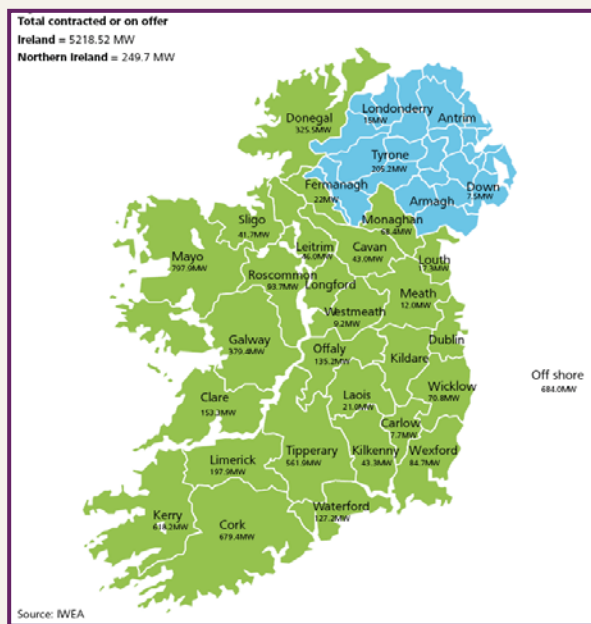 Total contracted or on offer
Ireland = 5218.52 MW
Northern Ireland = 249.7 MW
Donegal
325.5MW
Londonderry
15MW
Antrim
Tyrone
205.2MW
Fermanagh
22MW
Armagh
Down
7.5MW
Monaghan
68.4MW
Sligo
41.7MW
Leitrim
46.0MW
Cavan
43.0MW
Louth
17.3MW
Mayo
797.9MW
Roscommon
93.7MW
Longford
Meath
12.0MW
Westmeath
9.2MW
Galway
379.4MW
Offaly
135.2MW
Kildare
Dublin
Off shore
684.0MW
Clare
153.3MW
Laois
21.0MW
Wicklow
70.8MW
Carlow
7.7MW
Limerick
197.9MW
Tipperary
561.9MW
Kilkenny
43.3MW
Wexford
84.7MW
Kerry
618.2MW
Cork
679.4MW
Waterford
127.2MW
Source: IWEA